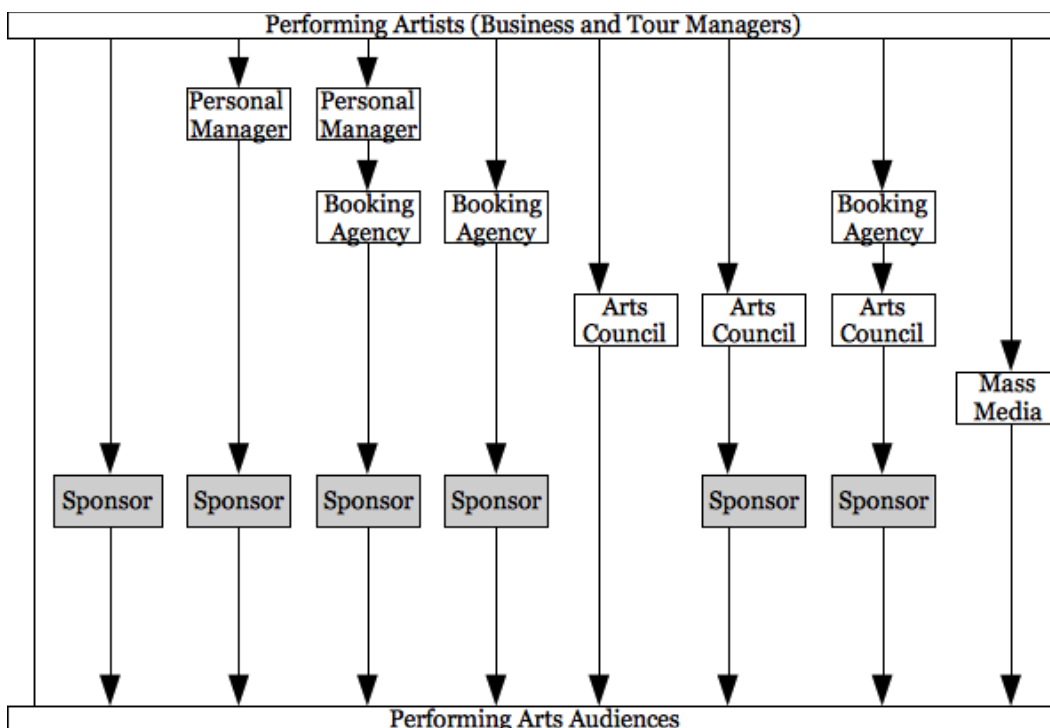 Performing Artists (Business and Tour Managers)
Personal
Manager
Personal
Manager
Booking
Agency
Booking
Agency
Booking
Agency
Arts
Council
Arts
Council
Arts
Council
Mass
Media
Sponsor
Sponsor
Sponsor
Sponsor
Sponsor
Sponsor
Performing Arts Audiences